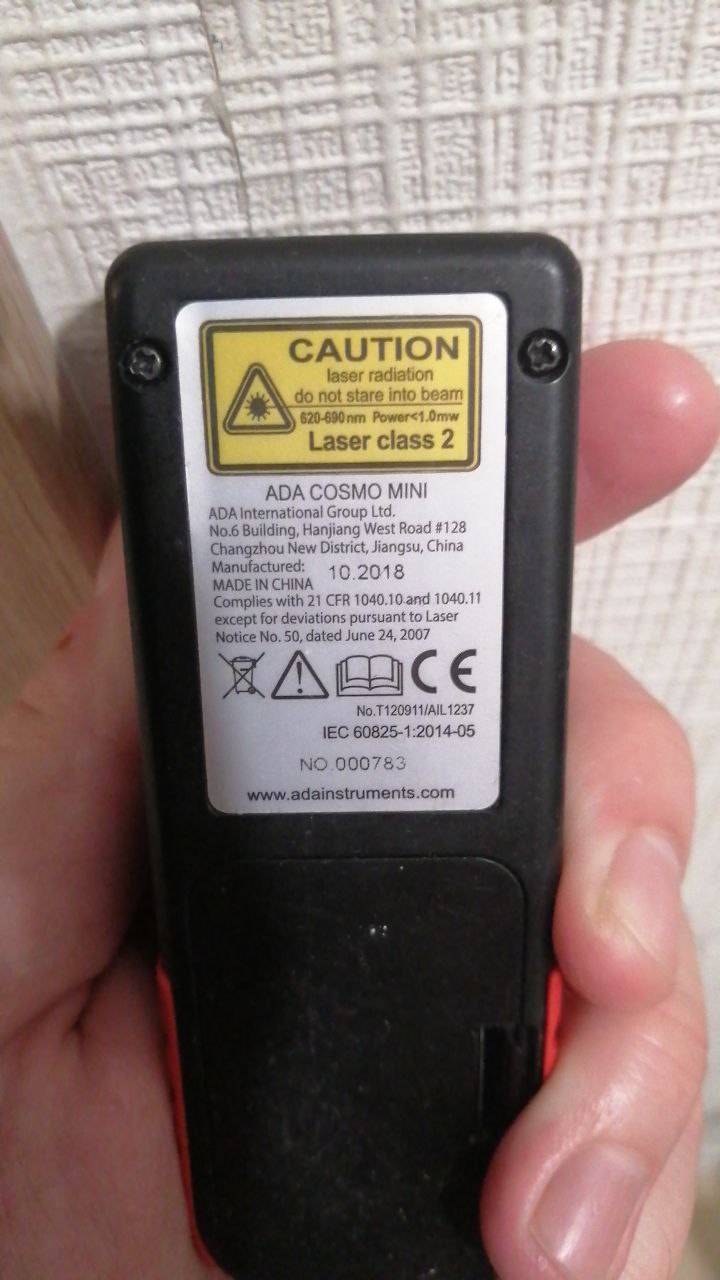 CAUTION
laser radiation
do not stare into beam
620-690nm Power<1.0mw
Laser class 2
ADA COSMO MINI
ADA International Group Ltd.
No.6 Building, Hanjiang West Road #128
Changzhou New District, Jiangsu, China
Manufactured: 10.2018
MADE IN CHINA
Complies with 21 CFR 1040.10 and 1040.11
except for deviations pursuant to Laser
Notice No. 50, dated June 24, 2007
CE
No.T120911/AIL1237
IEC 60825-1:2014-05
NO.000783
www.adainstruments.com